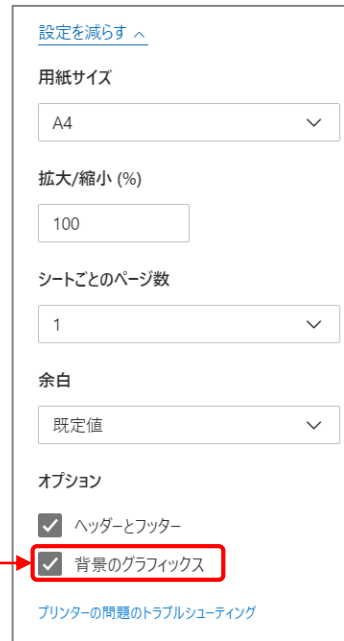 設定を減らす
用紙サイズ
A4
拡大/縮小 (%)
100
シートごとのページ数
1
余白
既定値
オプション
ヘッダーとフッター
背景のグラフィックス
プリンターの問題のトラブルシューティング